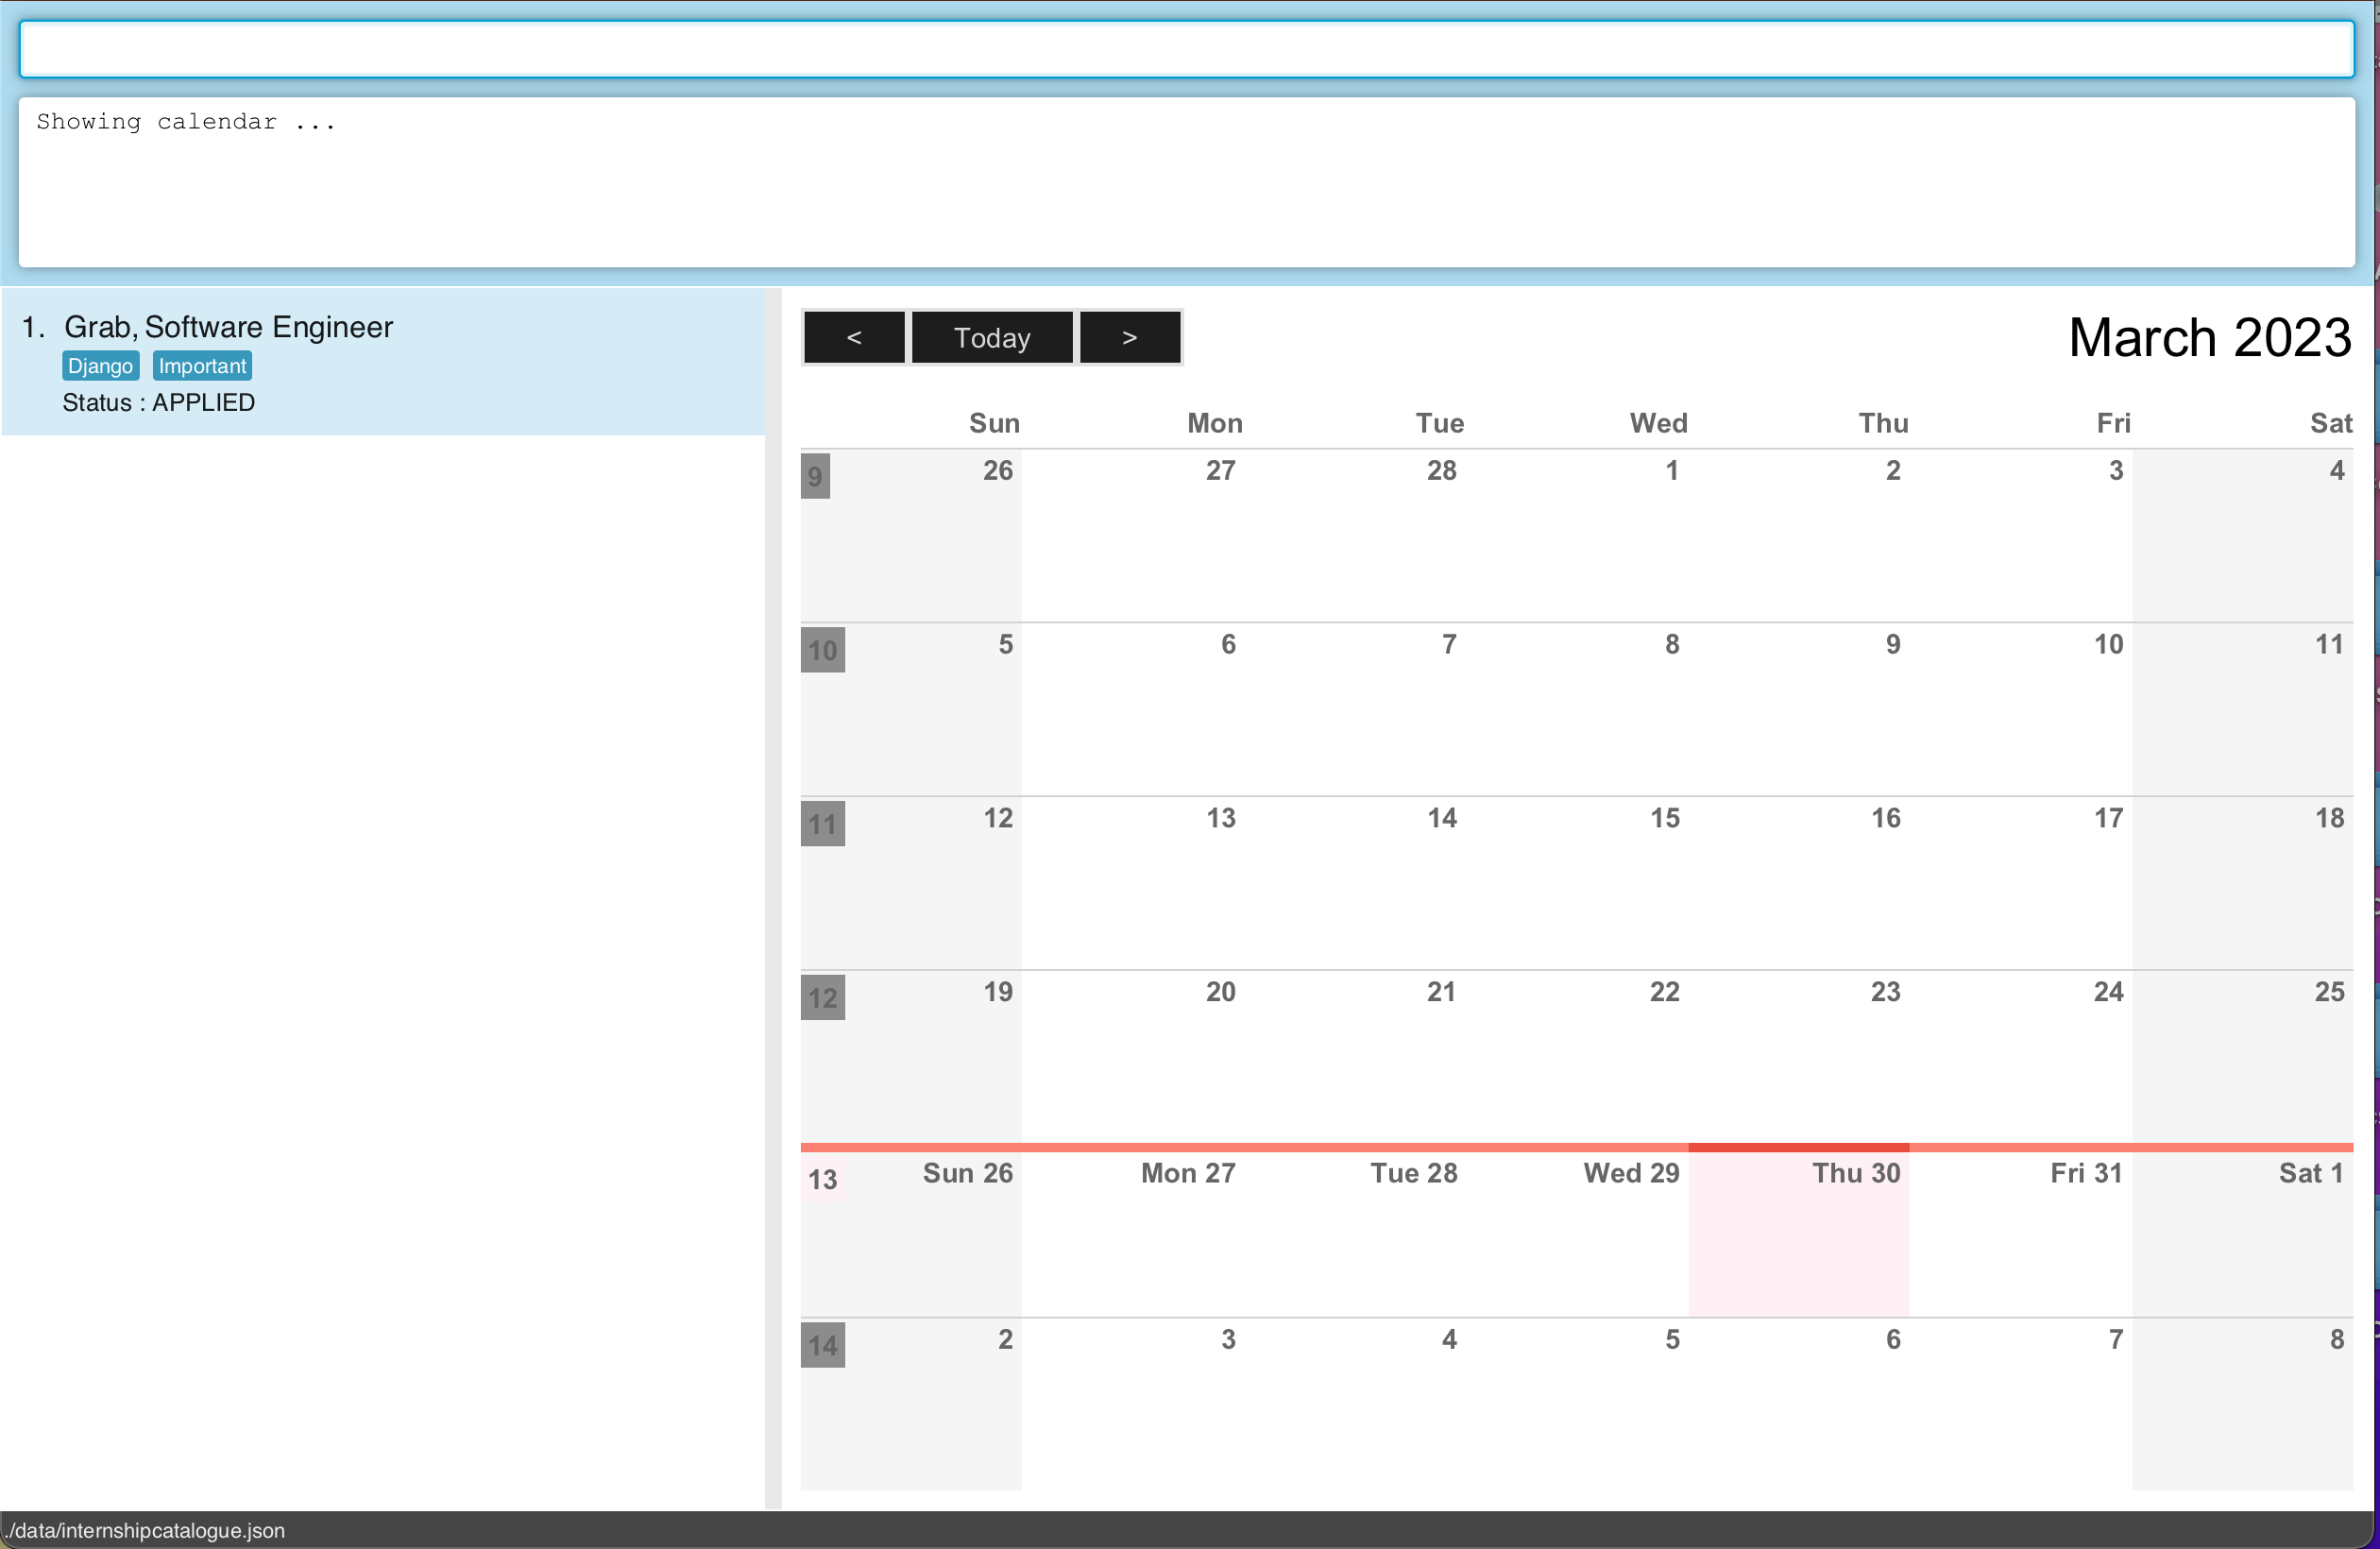 Showing calendar ...
1. Grab, Software Engineer
Django Important
Status : APPLIED
< Today > March 2023
Sun Mon Tue Wed Thu Fri Sat
9 26 27 28 1 2 3 4
10 5 6 7 8 9 10 11
11 12 13 14 15 16 17 18
12 19 20 21 22 23 24 25
13 Sun 26 Mon 27 Tue 28 Wed 29 Thu 30 Fri 31 Sat 1
14 2 3 4 5 6 7 8
./data/internshipcatalogue.json